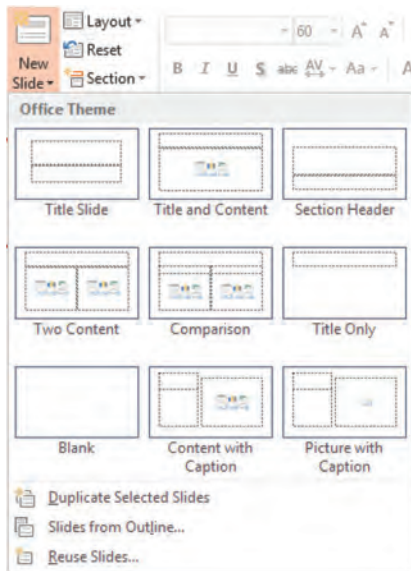 Layout
60 A A
Reset
New
Slide
Section
B I U S abc AV Aa A
Office Theme
Title Slide
Title and Content
Section Header
Two Content
Comparison
Title Only
Blank
Content with
Caption
Picture with
Caption
Duplicate Selected Slides
Slides from Outline...
Reuse Slides...